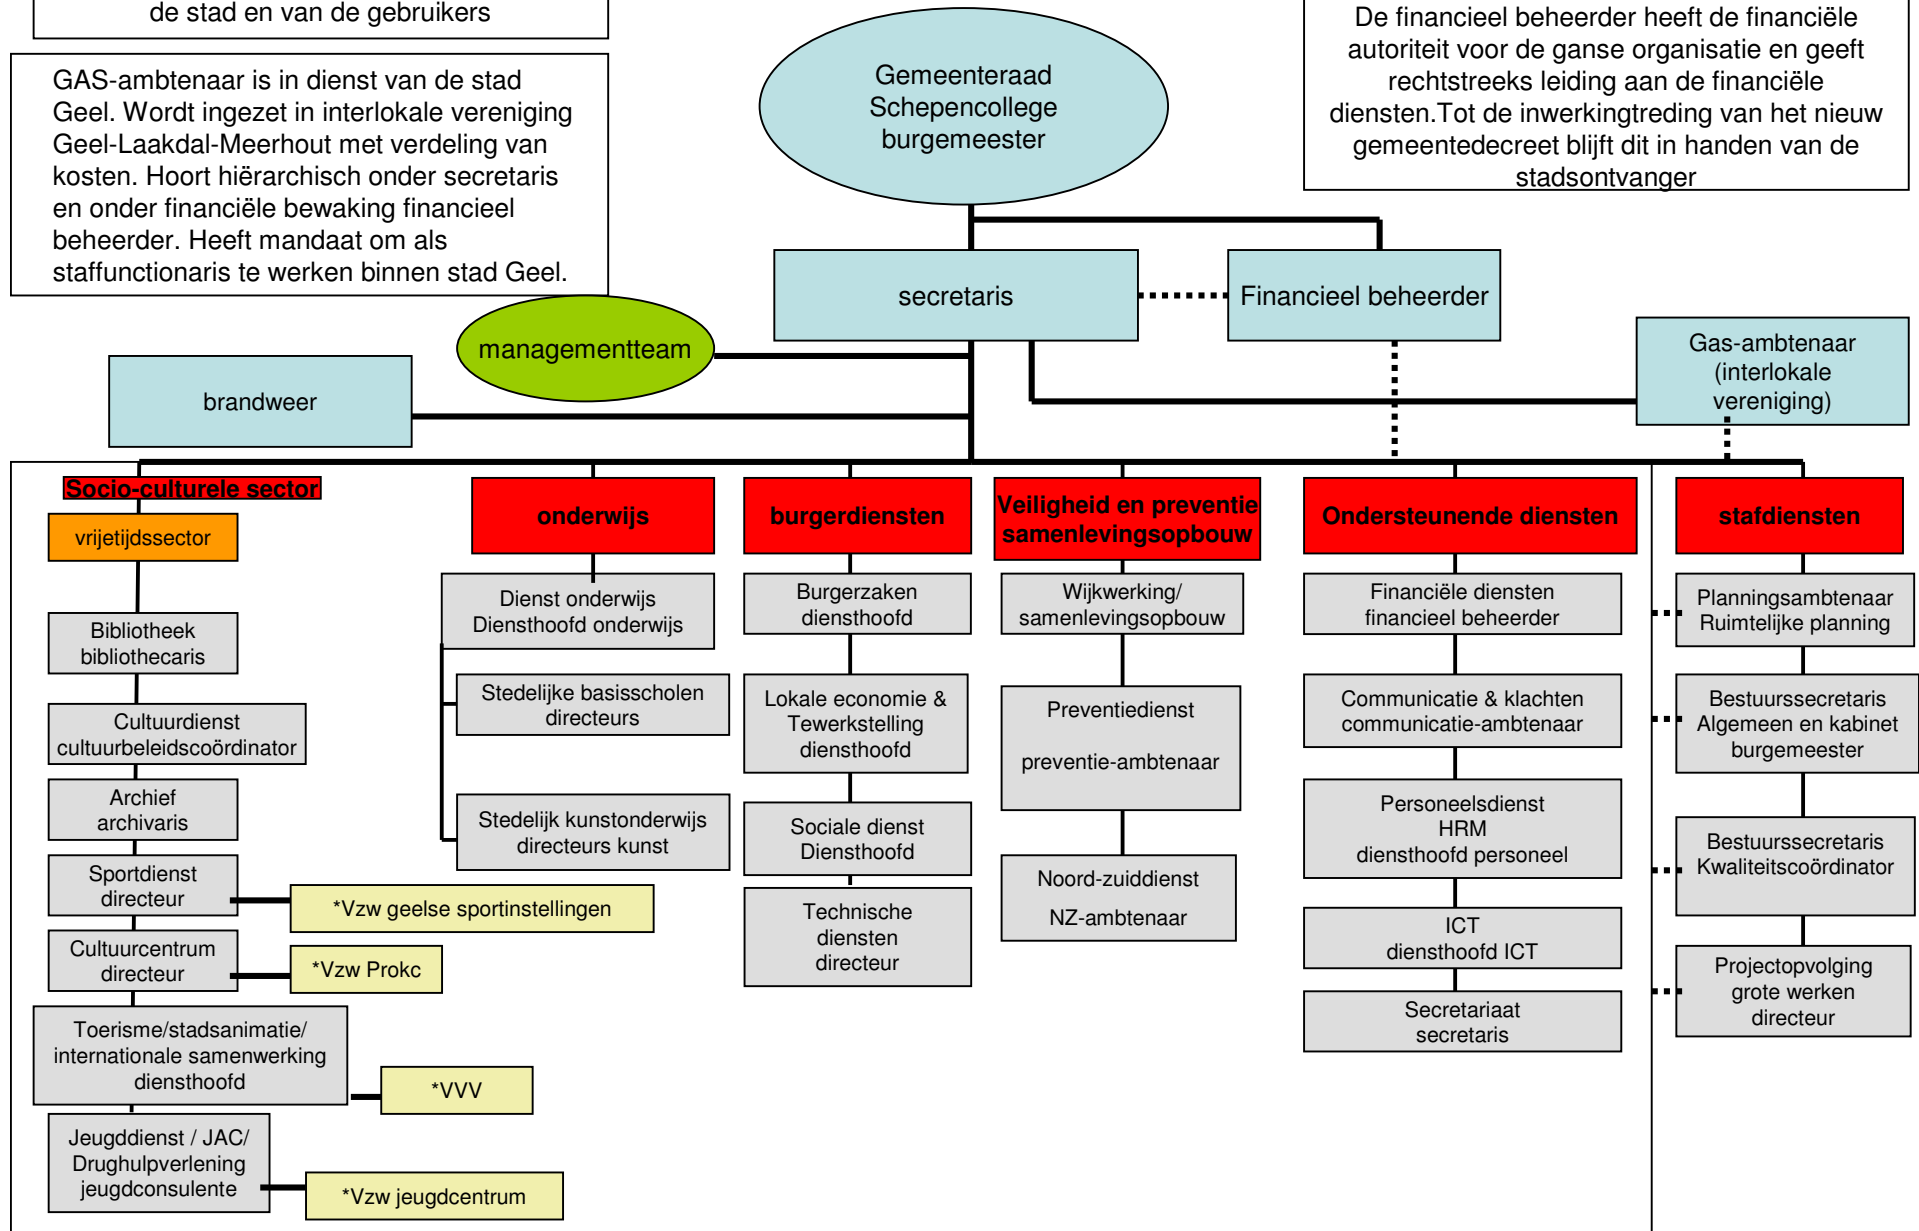 de stad en van de gebruikers
GAS-ambtenaar is in dienst van de stad
Geel. Wordt ingezet in interlokale vereniging
Geel-Laakdal-Meerhout met verdeling van
kosten. Hoort hiërarchisch onder secretaris
en onder financiële bewaking financieel
beheerder. Heeft mandaat om als
staffunctionaris te werken binnen stad Geel.
Gemeenteraad
Schepencollege
burgemeester
De financieel beheerder heeft de financiële
autoriteit voor de ganse organisatie en geeft
rechtstreeks leiding aan de financiële
diensten.Tot de inwerkingtreding van het nieuw
gemeentedecreet blijft dit in handen van de
stadsontvanger
secretaris
Financieel beheerder
managementteam
Gas-ambtenaar
(interlokale
vereniging)
brandweer
Socio-culturele sector
vrijetijdssector
Bibliotheek
bibliothecaris
Cultuurdienst
cultuurbeleidscoördinator
Archief
archivaris
Sportdienst
directeur
*Vzw geelse sportinstellingen
Cultuurcentrum
directeur
*Vzw Prokc
Toerisme/stadsanimatie/
internationale samenwerking
diensthoofd
*VVV
Jeugddienst / JAC/
Drughulpverlening
jeugdconsulente
*Vzw jeugdcentrum
onderwijs
Dienst onderwijs
Diensthoofd onderwijs
Stedelijke basisscholen
directeurs
Stedelijk kunstonderwijs
directeurs kunst
burgerdiensten
Burgerzaken
diensthoofd
Lokale economie &
Tewerkstelling
diensthoofd
Sociale dienst
Diensthoofd
Technische
diensten
directeur
Veiligheid en preventie
samenlevingsopbouw
Wijkwerking/
samenlevingsopbouw
Preventiedienst
preventie-ambtenaar
Noord-zuiddienst
NZ-ambtenaar
Ondersteunende diensten
Financiële diensten
financieel beheerder
Communicatie & klachten
communicatie-ambtenaar
Personeelsdienst
HRM
diensthoofd personeel
ICT
diensthoofd ICT
Secretariaat
secretaris
stafdiensten
Planningsambtenaar
Ruimtelijke planning
Bestuurssecretaris
Algemeen en kabinet
burgemeester
Bestuurssecretaris
Kwaliteitscoördinator
Projectopvolging
grote werken
directeur